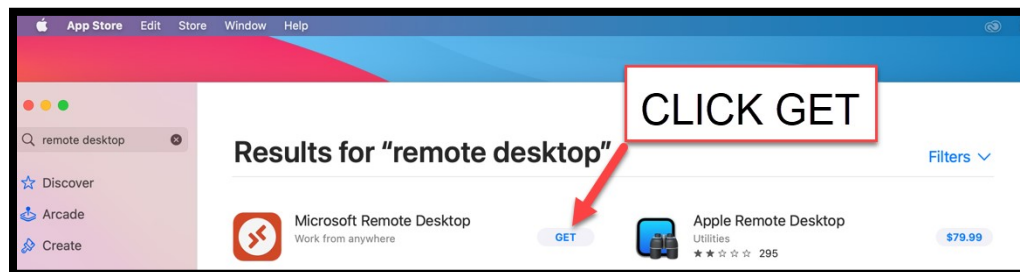 App Store Edit Store Window Help
CLICK GET
remote desktop
Results for “remote desktop”
Filters
Discover
Arcade
Create
Microsoft Remote Desktop
Work from anywhere
GET
Apple Remote Desktop
Utilities
295
$79.99